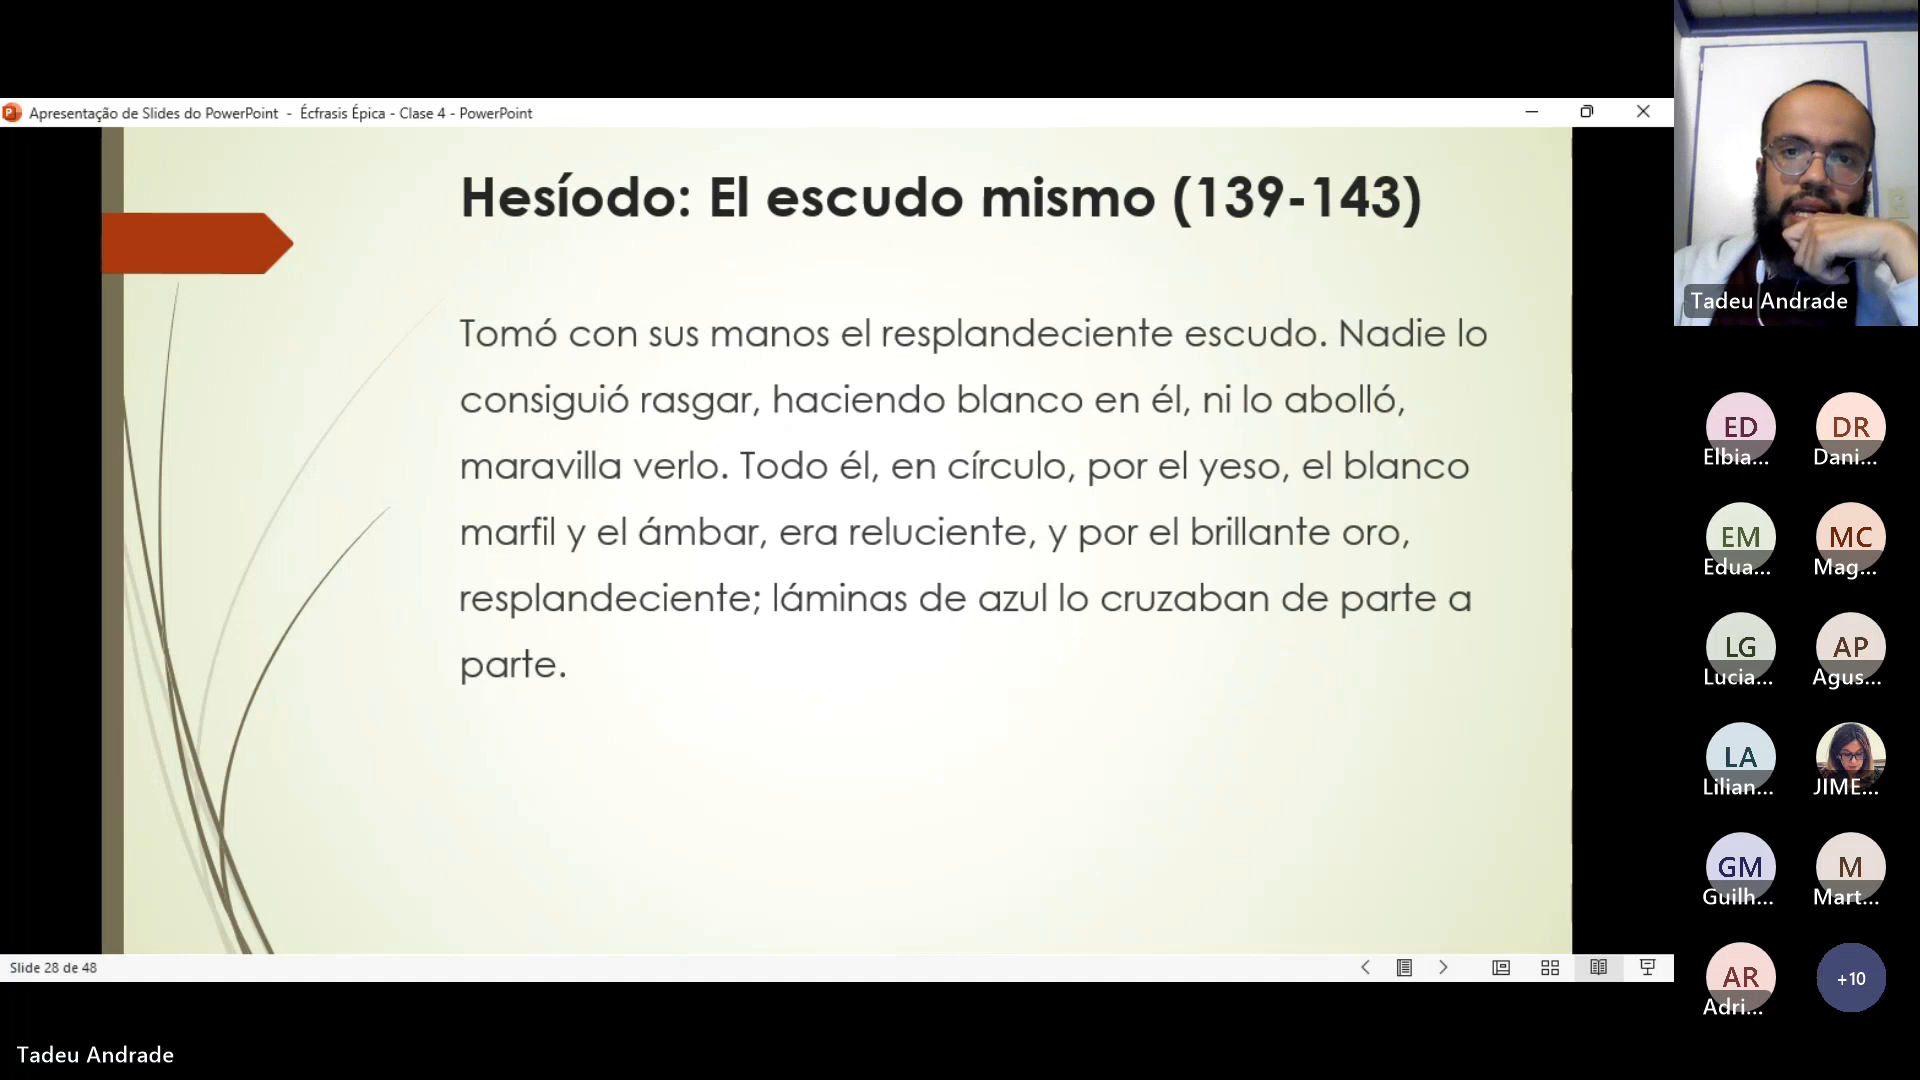 Apresentação de Slides do PowerPoint - Écfrasis Épica - Clase 4 - PowerPoint
Hesíodo: El escudo mismo (139-143)
Tomó con sus manos el resplandeciente escudo. Nadie lo
consiguió rasgar, haciendo blanco en él, ni lo abolló,
maravilla verlo. Todo él, en círculo, por el yeso, el blanco
marfil y el ámbar, era reluciente, y por el brillante oro,
resplandeciente; láminas de azul lo cruzaban de parte a
parte.
Slide 28 de 48
Tadeu Andrade
Tadeu Andrade
ED
Elbia...
DR
Dani...
EM
Edua...
MC
Mag...
LG
Lucia...
AP
Agus...
LA
Lilian...
JIME...
GM
Guilh...
M
Mart...
AR
Adri...
+10